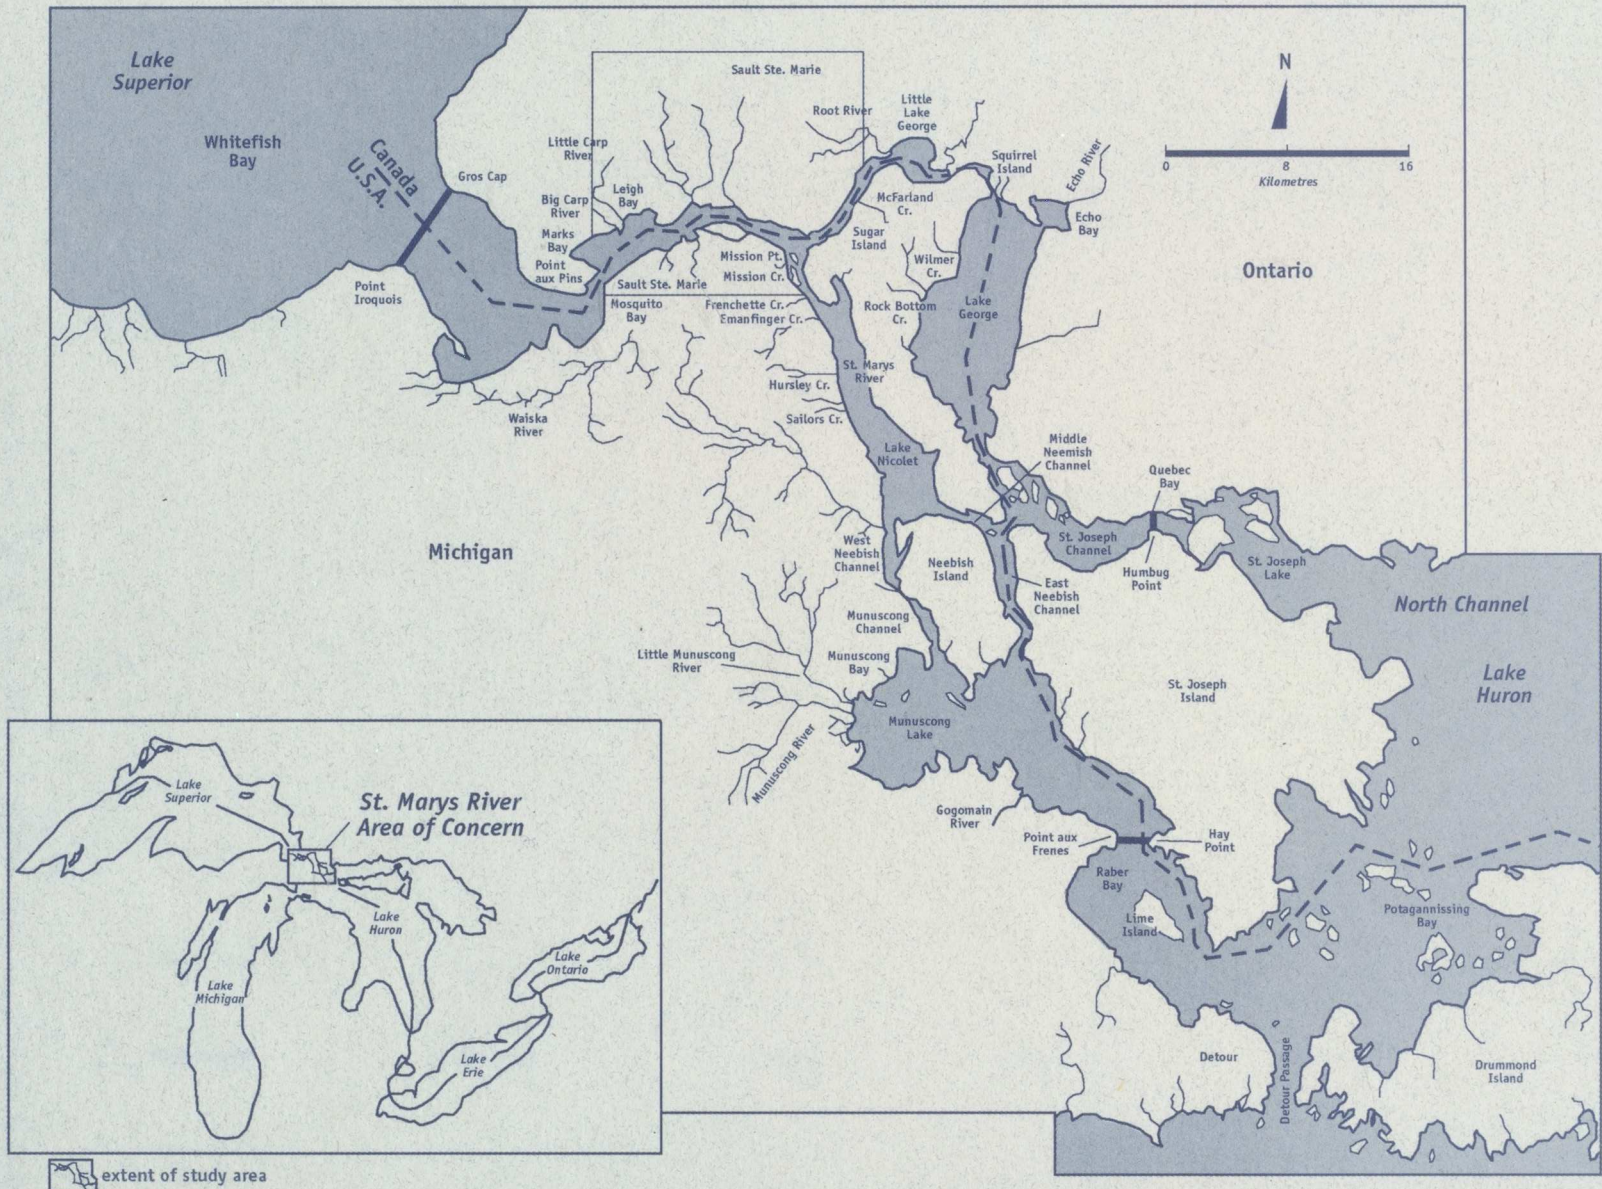 Lake
Superior
Whitefish
Bay
Canada
U.S.A.
Gros Cap
Point
Iroquois
Sault Ste. Marie
Little Carp
River
Big Carp
River
Leigh
Bay
Marks
Bay
Point
aux Pins
Root River
Little
Lake
George
Squirrel
Island
Echo River
Echo
Bay
N
0
8
16
Kilometres
McFarland
Cr.
Sugar
Island
Wilmer
Cr.
Ontario
Mission Pt.
Mission Cr.
Sault Ste. Marie
Mosquito
Bay
Frenchette Cr.
Emanfinger Cr.
Rock Bottom
Cr.
Lake
George
St. Marys
River
Hursley Cr.
Sailors Cr.
Waiska
River
Lake
Nicolet
Middle
Neemish
Channel
Quebec
Bay
Michigan
West
Neebish
Channel
Neebish
Island
St. Joseph
Channel
Humbug
Point
St. Joseph
Lake
East
Neebish
Channel
North Channel
Munuscong
Channel
Little Munuscong
River
Munuscong
Bay
St. Joseph
Island
Lake
Huron
Munuscong
Lake
Munuscong River
Gogomain
River
Point aux
Frenes
Hay
Point
Raber
Bay
Lime
Island
Potagannissing
Bay
Detour
Detour Passage
Drummond
Island
Lake
Superior
St. Marys River
Area of Concern
Lake
Huron
Lake
Ontario
Lake
Michigan
Lake
Erie
extent of study area